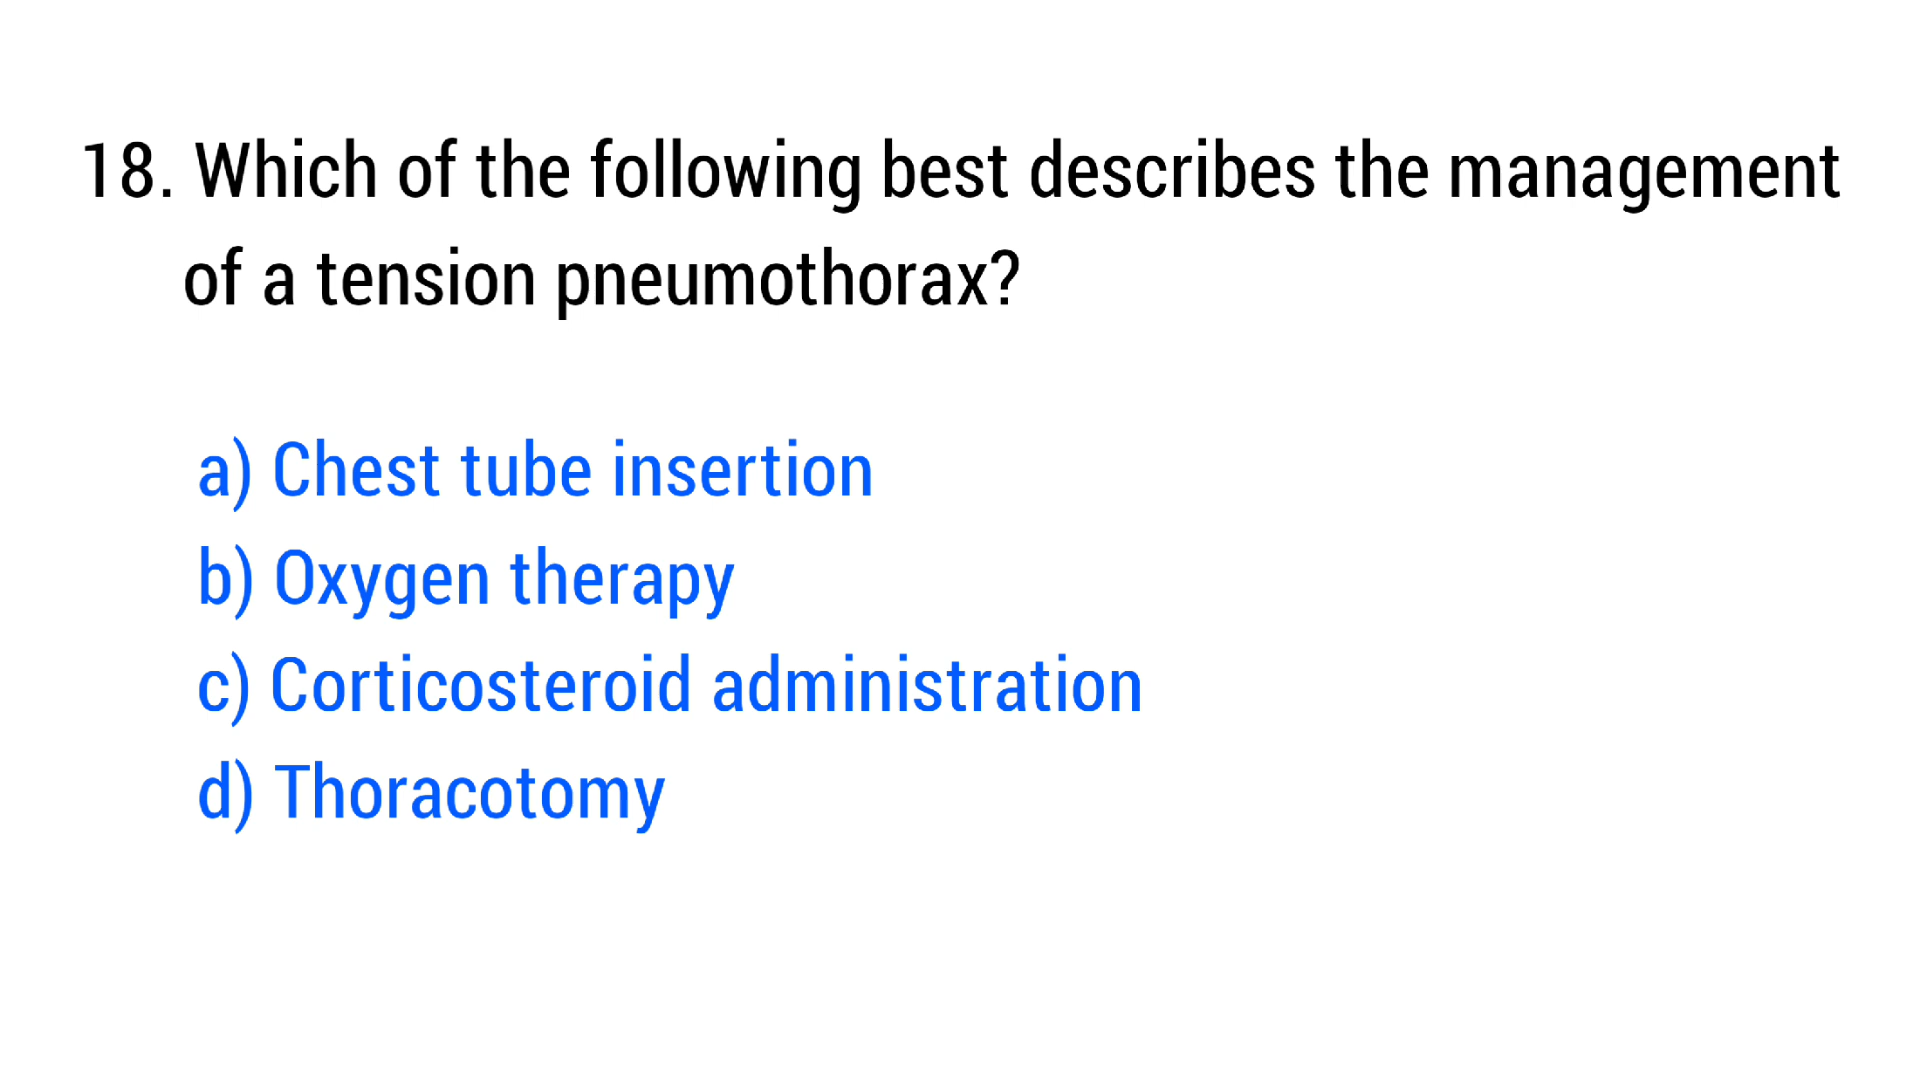 18. Which of the following best describes the management
of a tension pneumothorax?
a) Chest tube insertion
b) Oxygen therapy
c) Corticosteroid administration
d) Thoracotomy